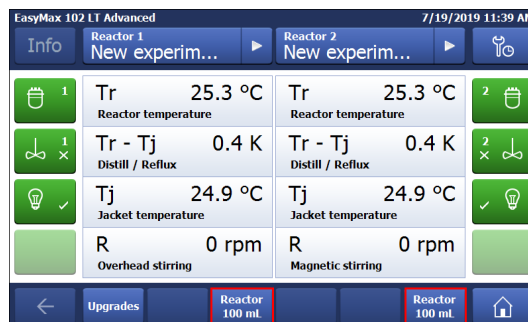 EasyMax 102 LT Advanced 7/19/2019 11:39 AM
Info
Reactor 1
New experim...
Reactor 2
New experim...
1
Tr 25.3 °C
Reactor temperature
Tr 25.3 °C
Reactor temperature
2
1
Tr - Tj 0.4 K
Distill / Reflux
Tr - Tj 0.4 K
Distill / Reflux
2
Tj 24.9 °C
Jacket temperature
Tj 24.9 °C
Jacket temperature
R 0 rpm
Overhead stirring
R 0 rpm
Magnetic stirring
Upgrades
Reactor
100 mL
Reactor
100 mL